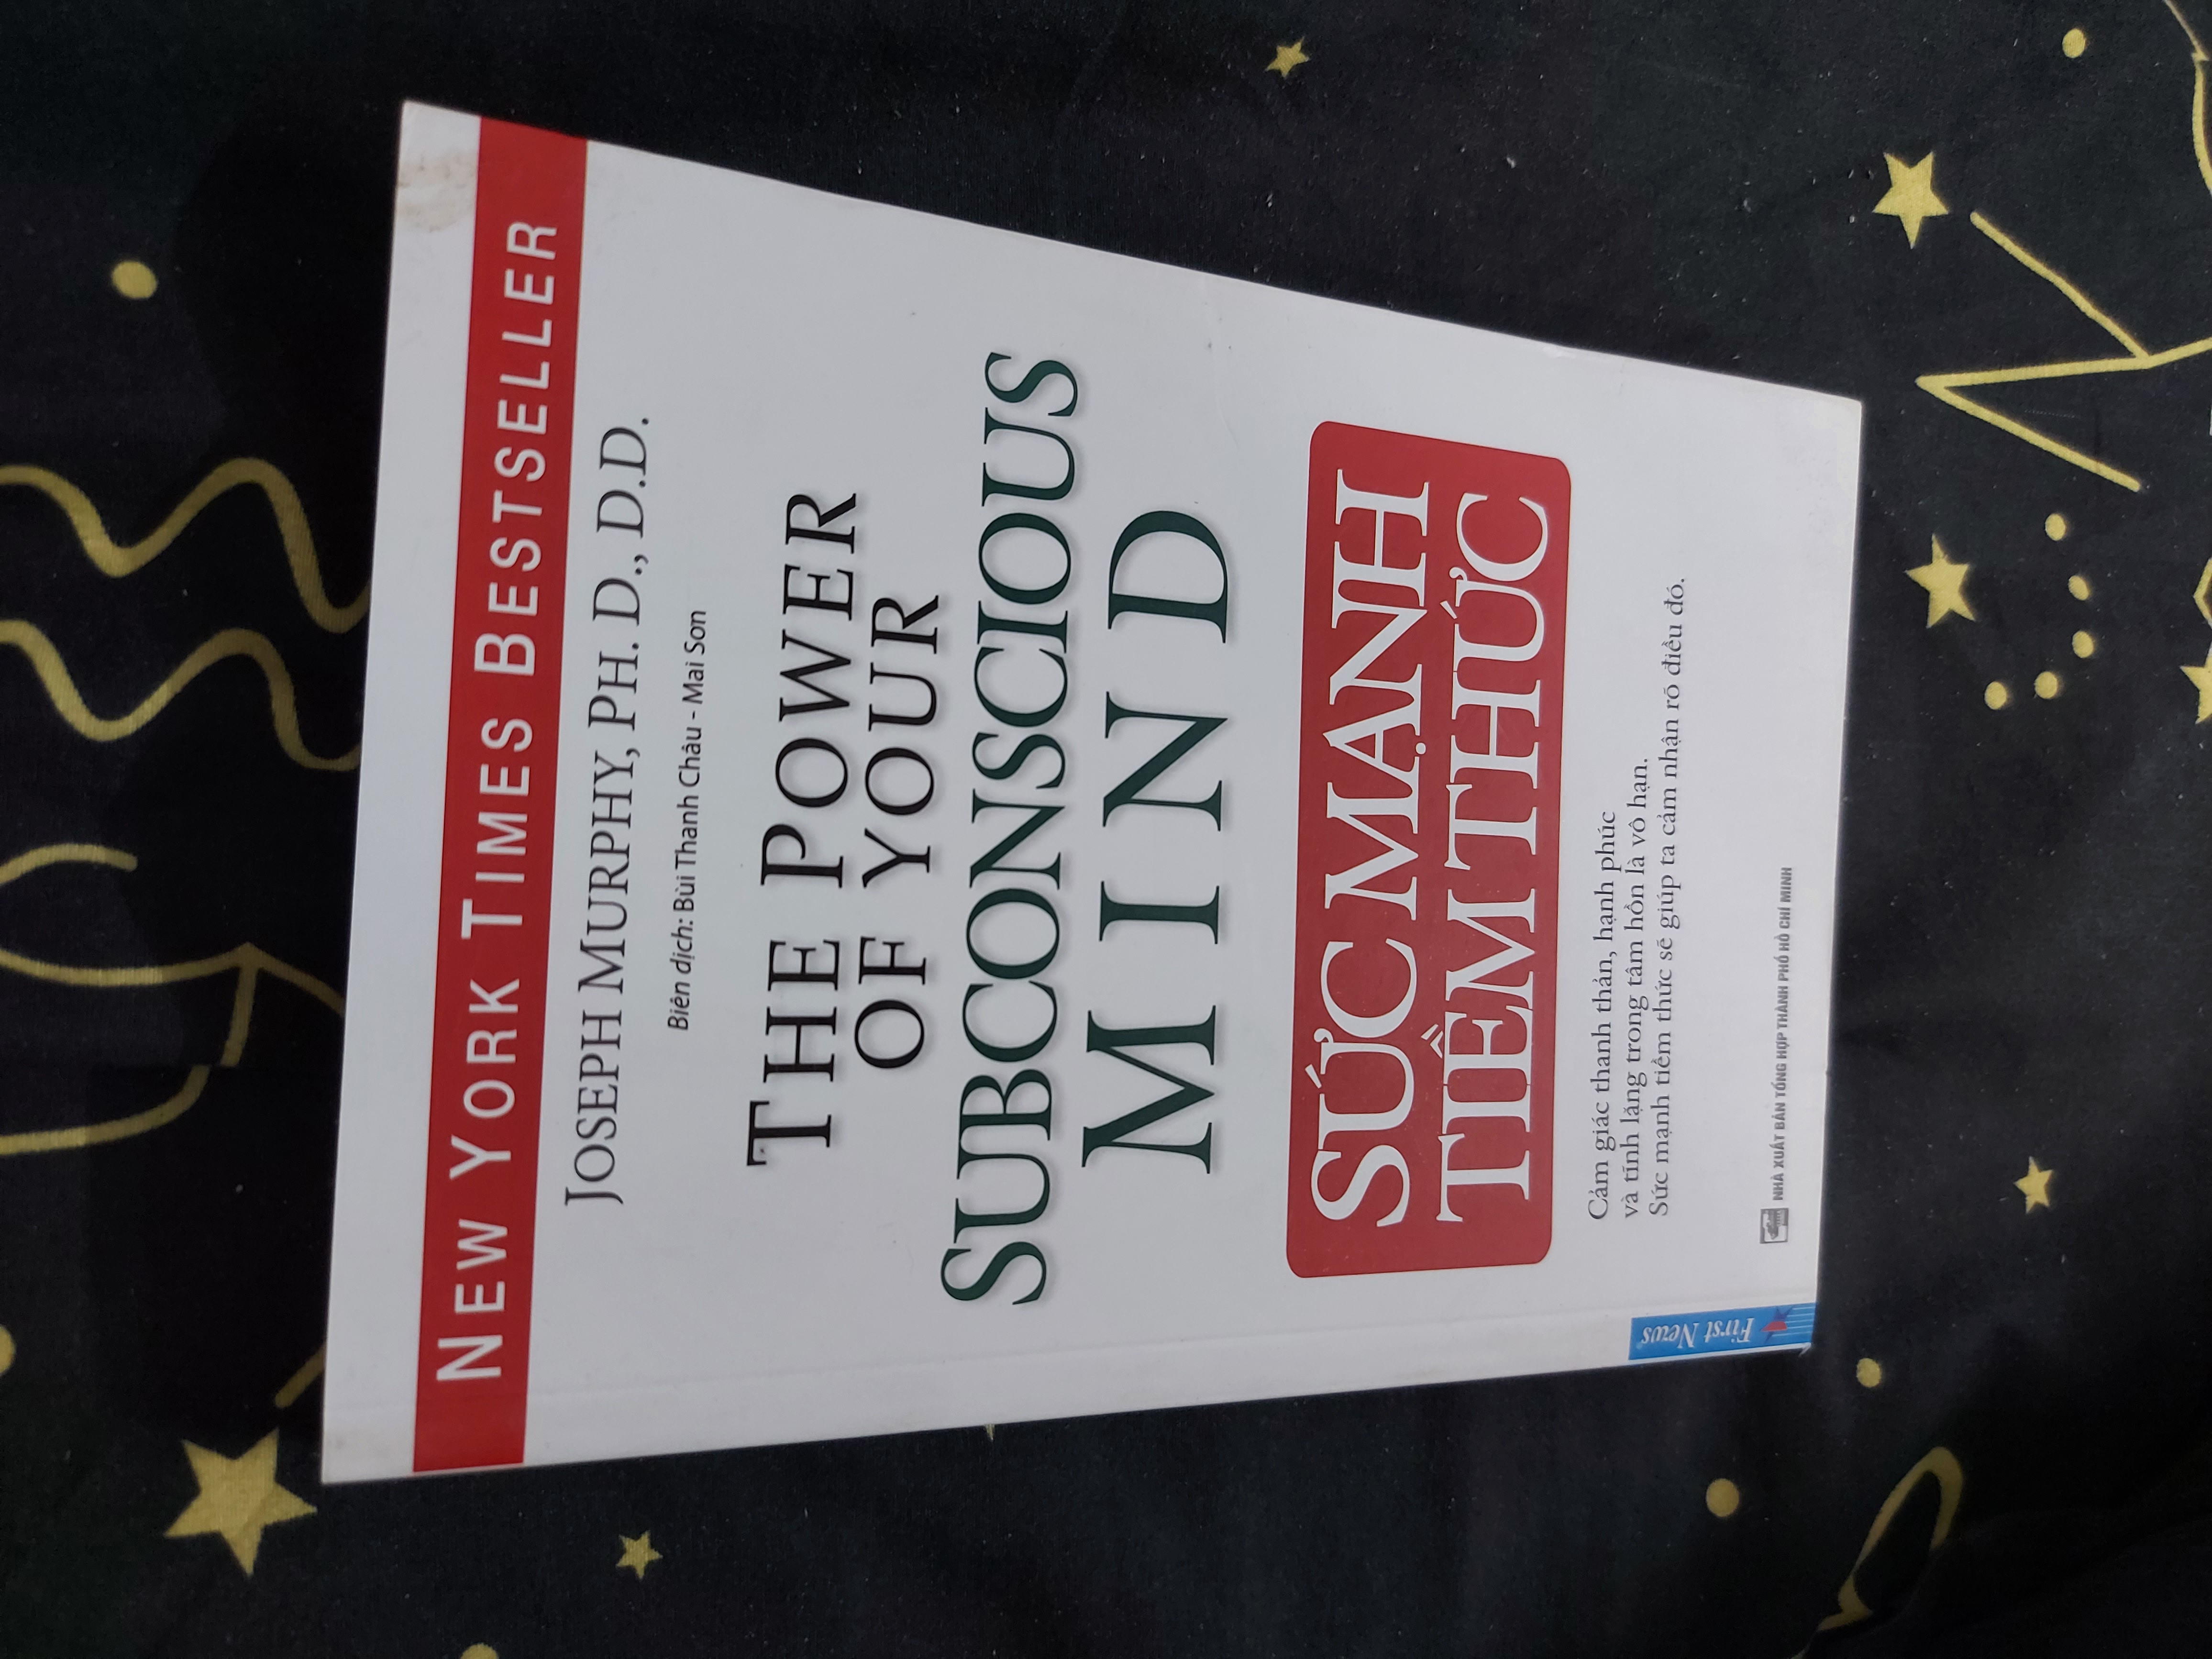 NEW YORK TIMES BESTSELLER
JOSEPH MURPHY, PH. D., D.D.
Biên dịch: Bùi Thanh Châu - Mai Sơn
THE POWER
OF YOUR
SUBCONSCIOUS
MIND
SỨC MẠNH
TIỀM THỨC
Cảm giác thanh thản, hạnh phúc
và tĩnh lặng trong tâm hồn là vô hạn.
Sức mạnh tiềm thức sẽ giúp ta cảm nhận rõ điều đó.
First News
NHÀ XUẤT BẢN TỔNG HỢP THÀNH PHỐ HỒ CHÍ MINH